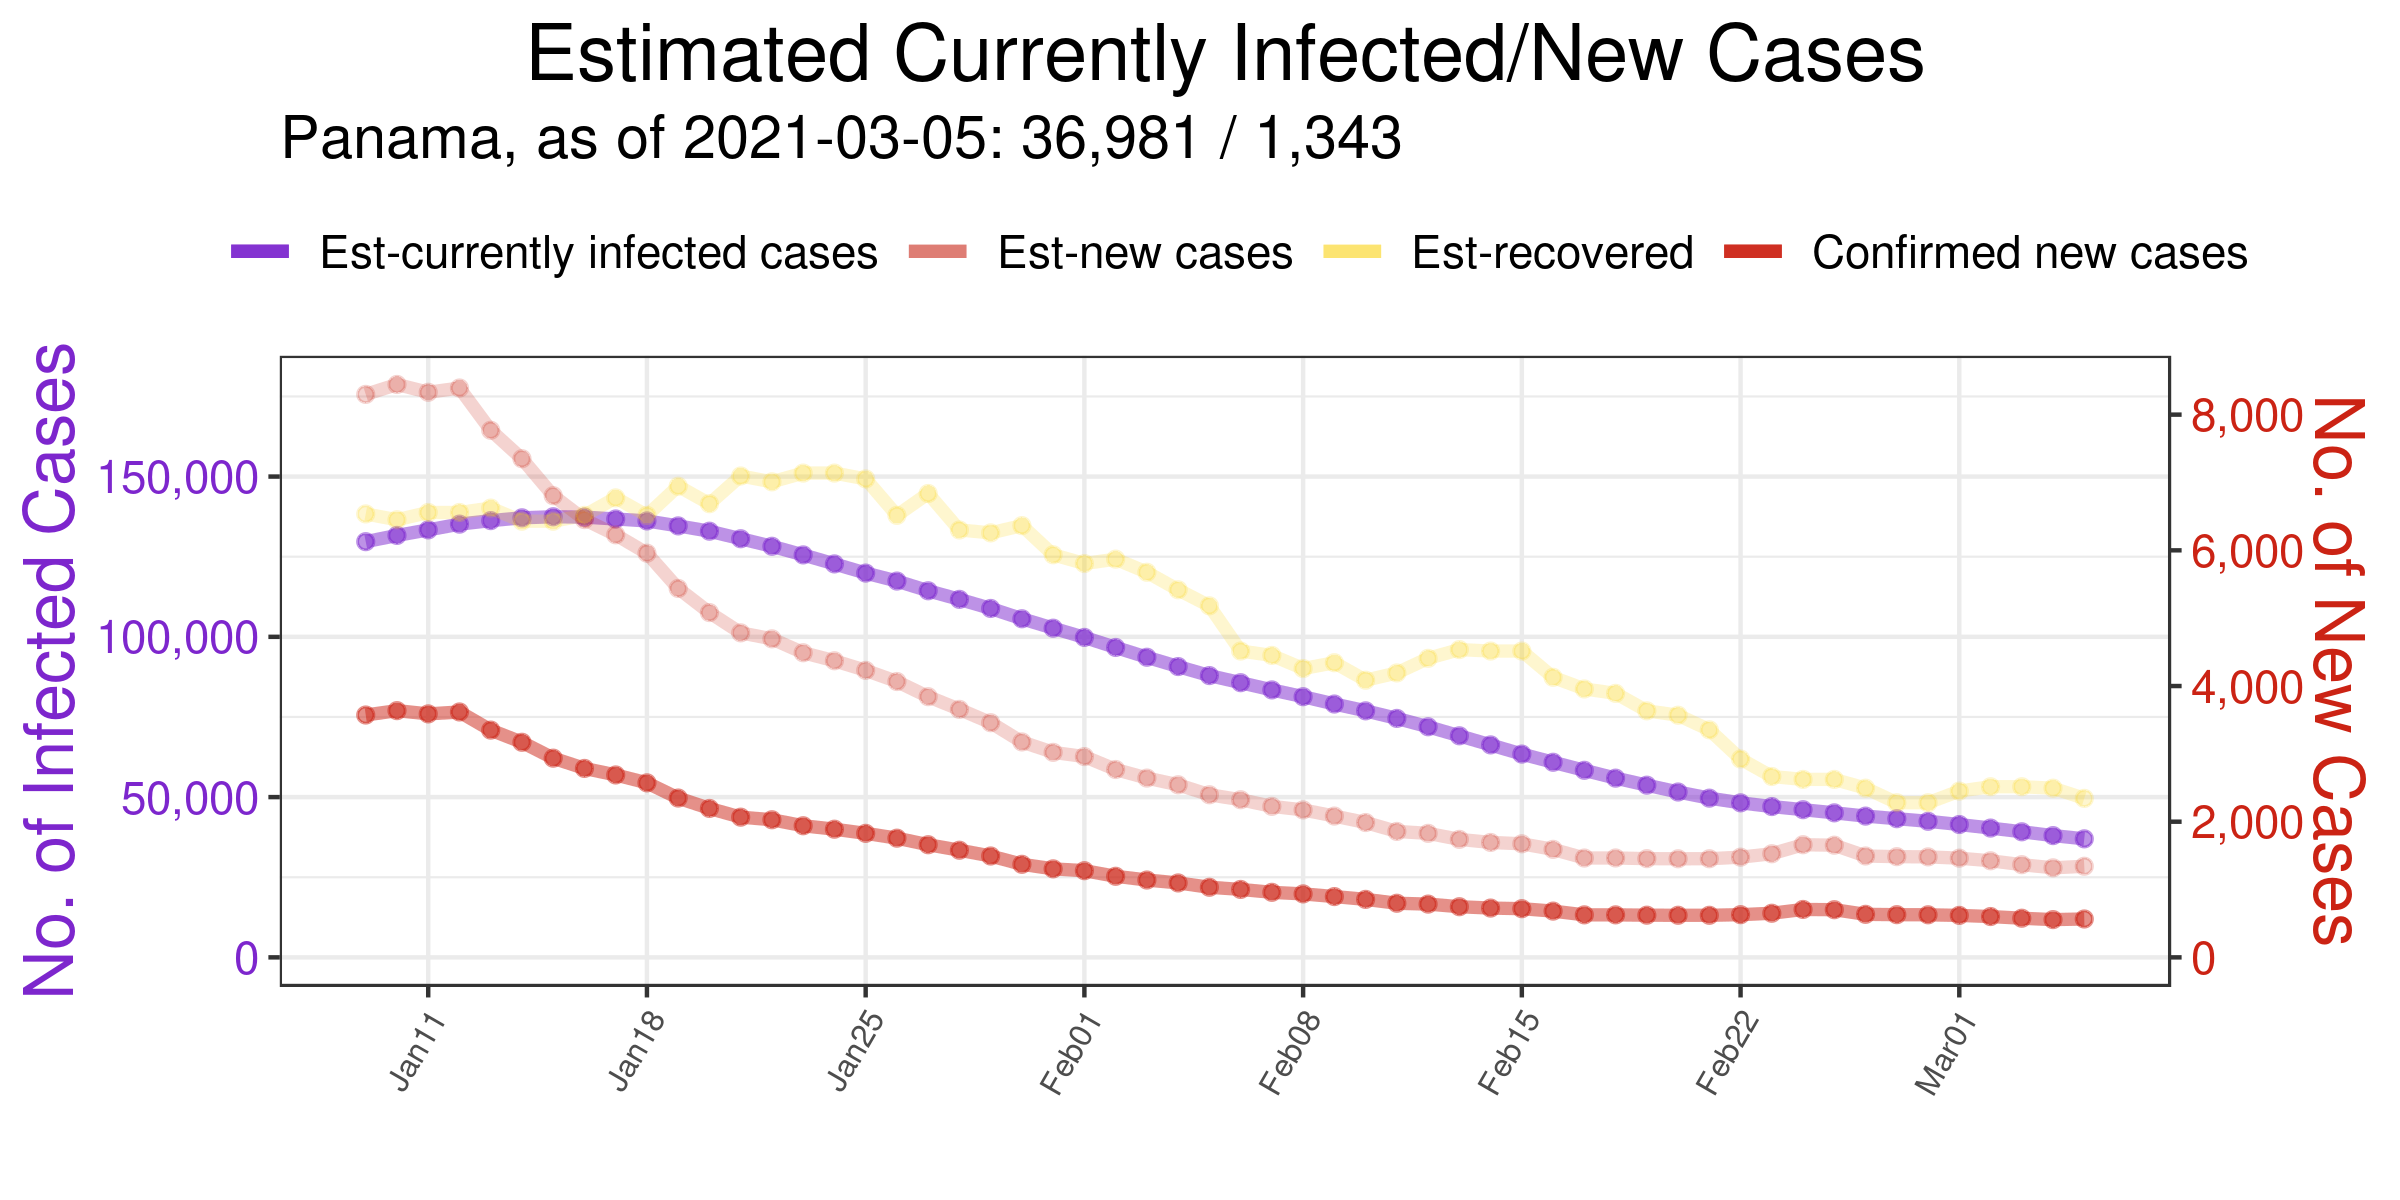 Estimated Currently Infected/New Cases
Panama, as of 2021-03-05: 36,981 / 1,343
Est-currently infected cases Est-new cases Est-recovered Confirmed new cases
No. of Infected Cases
150,000
100,000
50,000
0
8,000
6,000
4,000
2,000
0
No. of New Cases
Jan11 Jan18 Jan25 Feb01 Feb08 Feb15 Feb22 Mar01